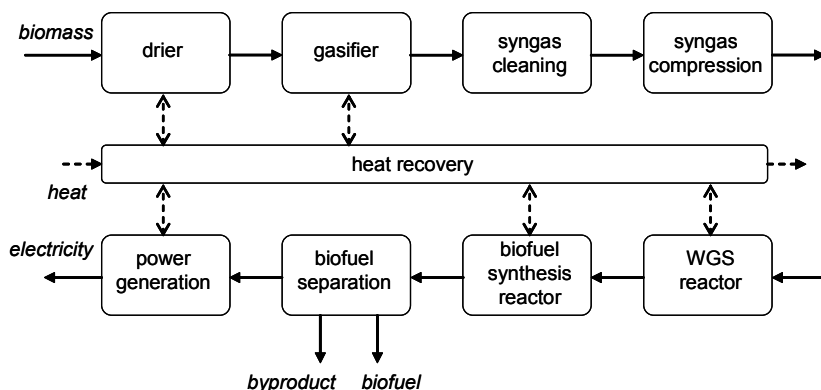 biomass
drier
gasifier
syngas
cleaning
syngas
compression
heat recovery
heat
electricity
power
generation
biofuel
separation
biofuel
synthesis
reactor
WGS
reactor
byproduct
biofuel